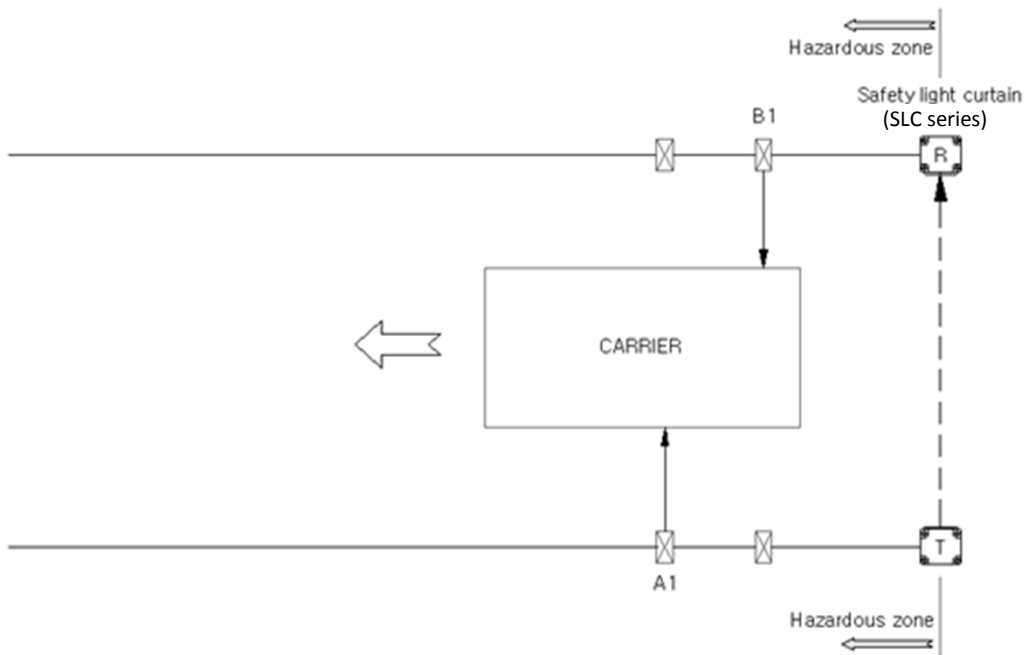 Hazardous zone
Safety light curtain
(SLC series)
B1
R
CARRIER
T
A1
Hazardous zone